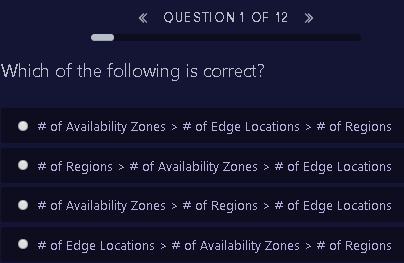 « QUESTION 1 OF 12 »
Which of the following is correct?
# of Availability Zones > # of Edge Locations > # of Regions
# of Regions > # of Availability Zones > # of Edge Locations
# of Availability Zones > # of Regions > # of Edge Locations
# of Edge Locations > # of Availability Zones > # of Regions